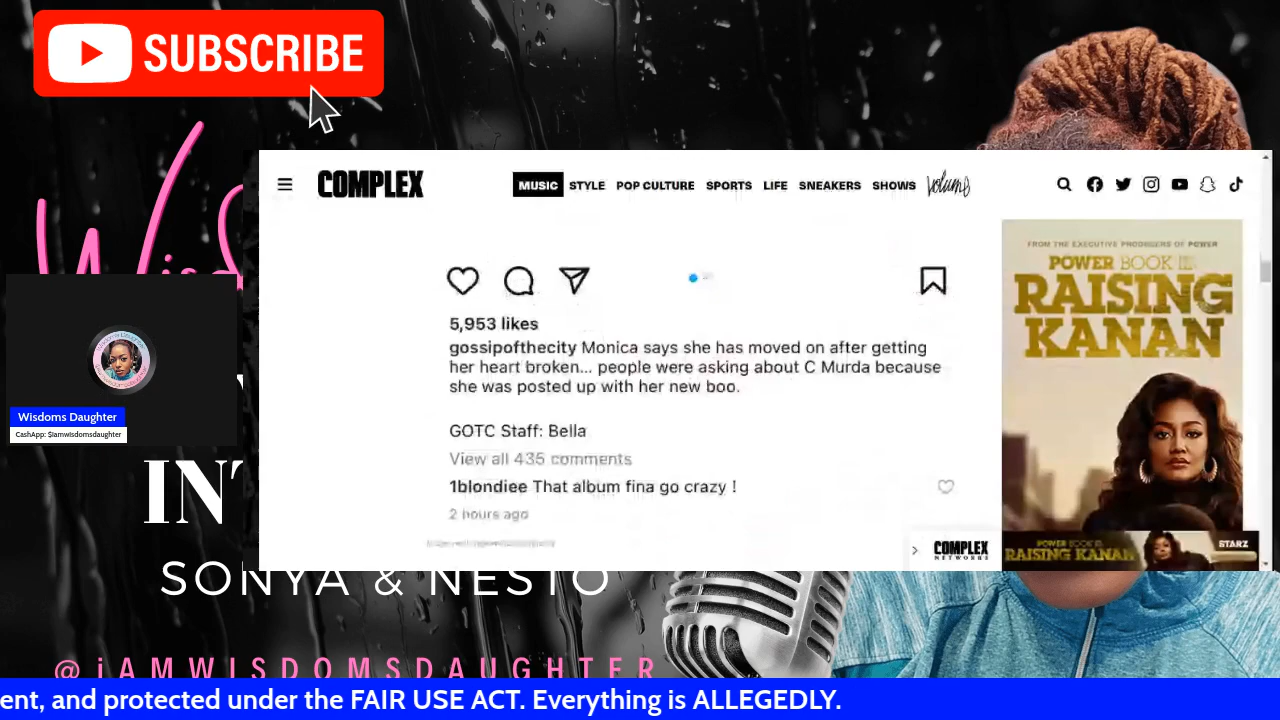 SUBSCRIBE
COMPLEX
MUSIC STYLE POP CULTURE SPORTS LIFE SNEAKERS SHOWS volume
FROM THE EXECUTIVE PRODUCERS OF POWER
POWER BOOK III:
RAISING
KANAN
5,953 likes
gossipofthecity Monica says she has moved on after getting
her heart broken... people were asking about C Murda because
she was posted up with her new boo.
GOTC Staff: Bella
View all 435 comments
1blondiee That album fina go crazy !
2 hours ago
COMPLEX
NETWORKS
POWER BOOK III:
RAISING KANAN
STARZ
Wisdoms Daughter
CashApp: $iamwisdomsdaughter
SONYA & NESTO
@iAMWISDOMSDAUGHTER
ent, and protected under the FAIR USE ACT. Everything is ALLEGEDLY.